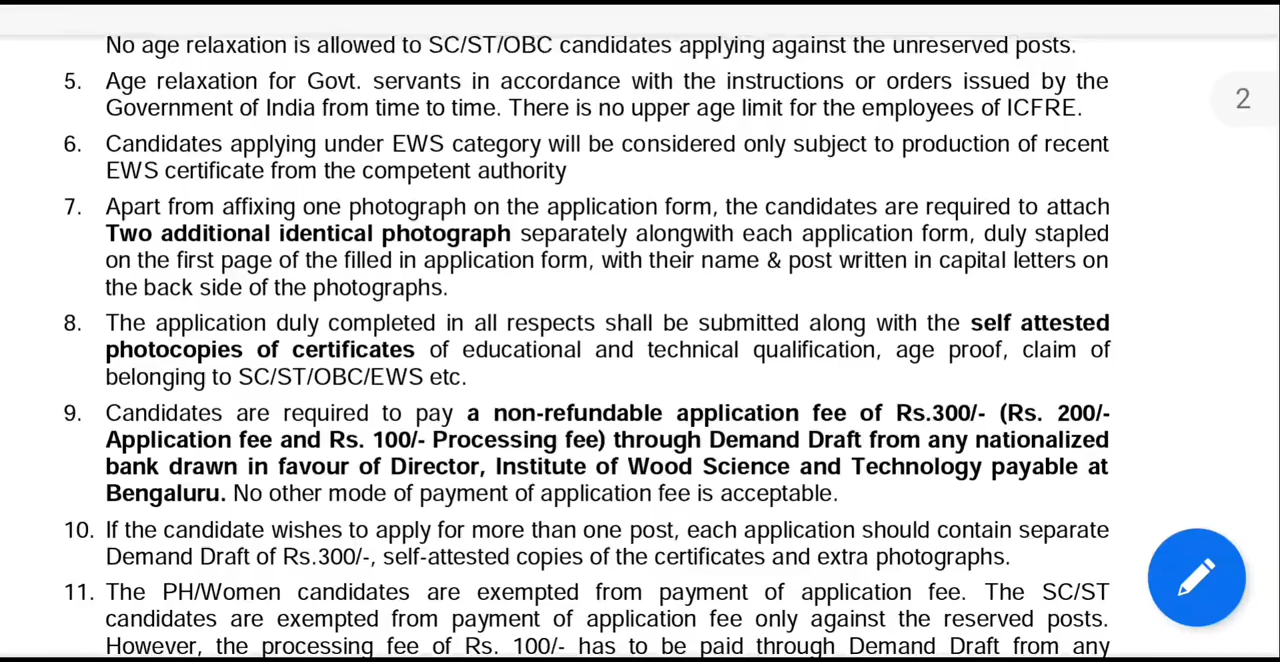 No age relaxation is allowed to SC/ST/OBC candidates applying against the unreserved posts.
5. Age relaxation for Govt. servants in accordance with the instructions or orders issued by the
Government of India from time to time. There is no upper age limit for the employees of ICFRE.
2
6. Candidates applying under EWS category will be considered only subject to production of recent
EWS certificate from the competent authority
7. Apart from affixing one photograph on the application form, the candidates are required to attach
Two additional identical photograph separately alongwith each application form, duly stapled
on the first page of the filled in application form, with their name & post written in capital letters on
the back side of the photographs.
8. The application duly completed in all respects shall be submitted along with the self attested
photocopies of certificates of educational and technical qualification, age proof, claim of
belonging to SC/ST/OBC/EWS etc.
9. Candidates are required to pay a non-refundable application fee of Rs.300/- (Rs. 200/-
Application fee and Rs. 100/- Processing fee) through Demand Draft from any nationalized
bank drawn in favour of Director, Institute of Wood Science and Technology payable at
Bengaluru. No other mode of payment of application fee is acceptable.
10. If the candidate wishes to apply for more than one post, each application should contain separate
Demand Draft of Rs.300/-, self-attested copies of the certificates and extra photographs.
11. The PH/Women candidates are exempted from payment of application fee. The SC/ST
candidates are exempted from payment of application fee only against the reserved posts.
However, the processing fee of Rs. 100/- has to be paid through Demand Draft from any